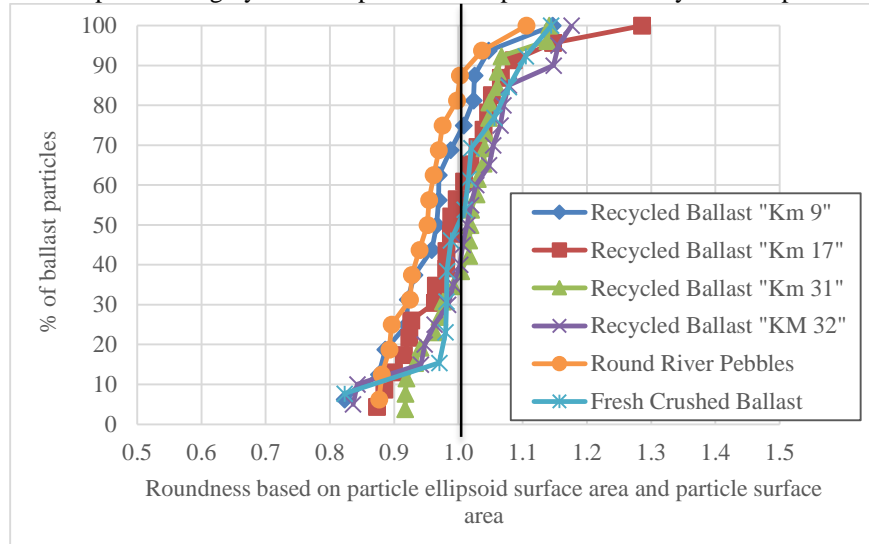 100
90
80
70
60
50
40
30
20
10
0
% of ballast particles
0.5 0.6 0.7 0.8 0.9 1.0 1.1 1.2 1.3 1.4 1.5
Recycled Ballast "Km 9"
Recycled Ballast "Km 17"
Recycled Ballast "Km 31"
Recycled Ballast "KM 32"
Round River Pebbles
Fresh Crushed Ballast
Roundness based on particle ellipsoid surface area and particle surface
area